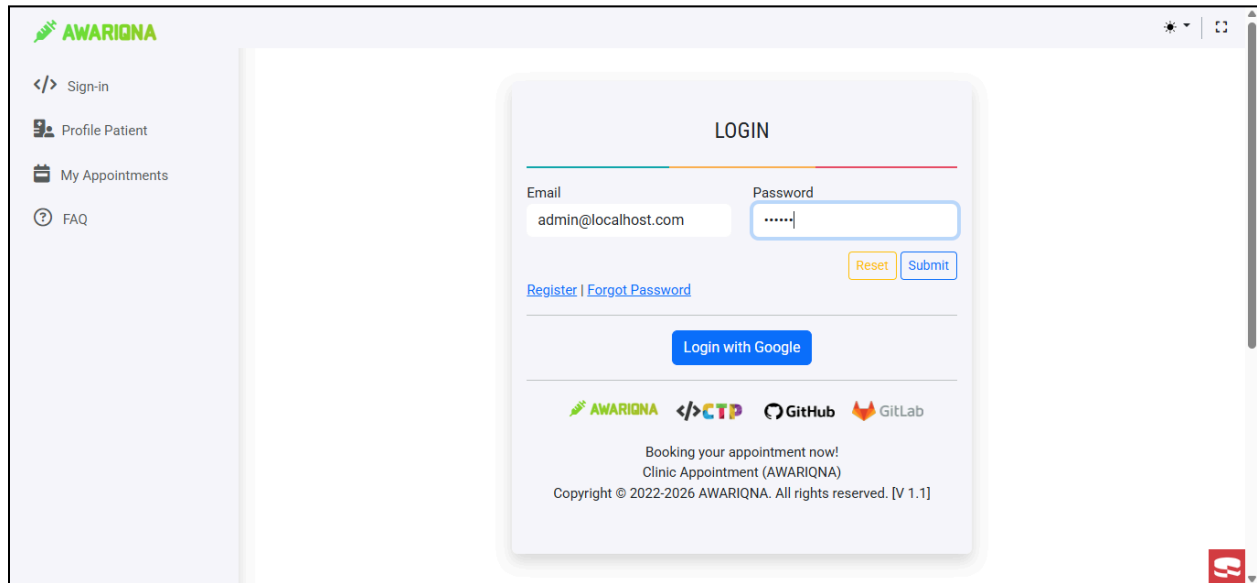 AWARIQNA
Sign-in
Profile Patient
My Appointments
FAQ
LOGIN
Email Password
admin@localhost.com ••••••
Reset Submit
Register | Forgot Password
Login with Google
AWARIQNA </>CTP GitHub GitLab
Booking your appointment now!
Clinic Appointment (AWARIQNA)
Copyright © 2022-2026 AWARIQNA. All rights reserved. [V 1.1]